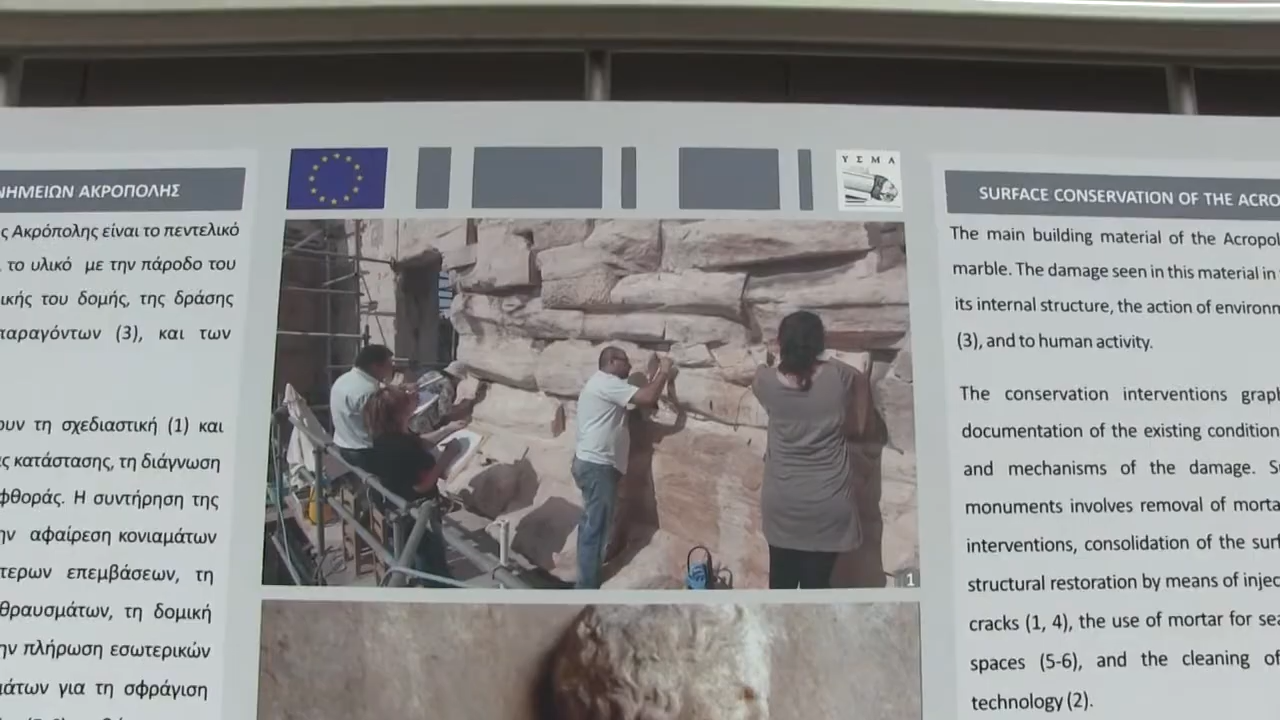 ΝΗΜΕΙΩΝ ΑΚΡΟΠΟΛΗΣ
ς Ακρόπολης είναι το πεντελικό
το υλικό με την πάροδο του
ικής του δομής, της δράσης
παραγόντων (3), και των
ουν τη σχεδιαστική (1) και
ς κατάστασης, τη διάγνωση
φθοράς. Η συντήρηση της
ην αφαίρεση κονιαμάτων
τερων επεμβάσεων, τη
θραυσμάτων, τη δομική
ην πλήρωση εσωτερικών
μάτων για τη σφράγιση
ΥΣΜΑ
1
SURFACE CONSERVATION OF THE ACRO
The main building material of the Acropol
marble. The damage seen in this material in
its internal structure, the action of environm
(3), and to human activity.
The conservation interventions graph
documentation of the existing condition
and mechanisms of the damage. Su
monuments involves removal of morta
interventions, consolidation of the surf
structural restoration by means of injec
cracks (1, 4), the use of mortar for sea
spaces (5-6), and the cleaning of
technology (2).